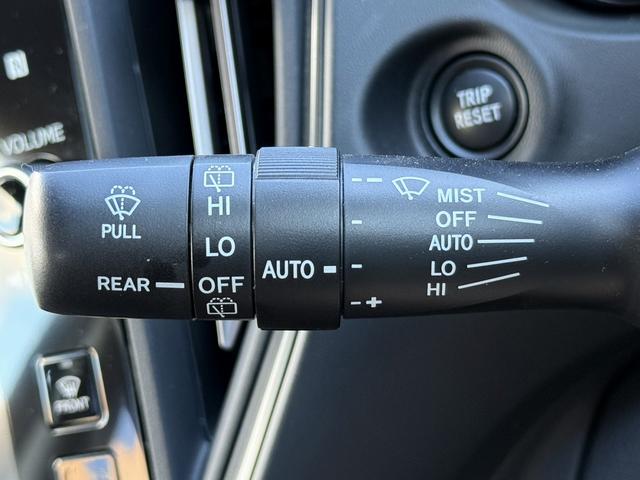 N
VOLUME
TRIP
RESET
PULL
REAR
HI
LO
OFF
AUTO
--
-
-
-+
MIST
OFF
AUTO
LO
HI
FRONT